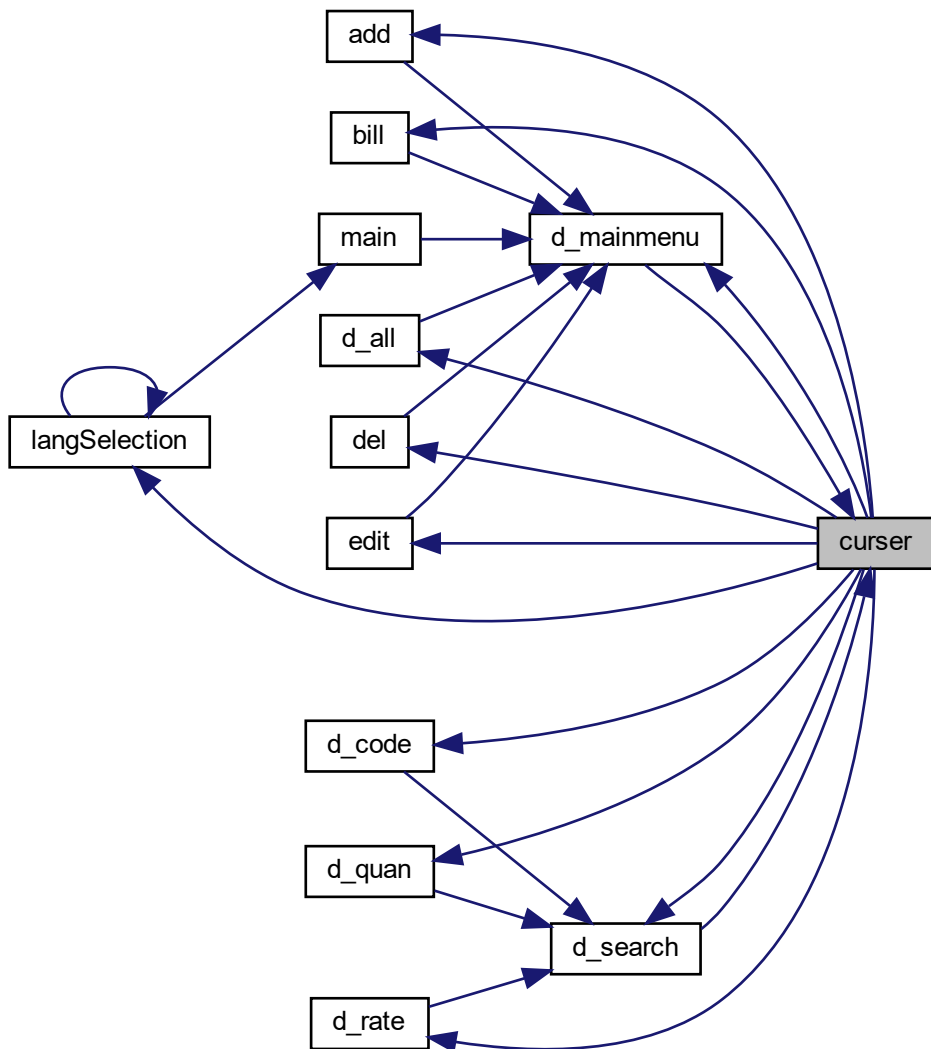 add
bill
main
d_mainmenu
d_all
langSelection
del
edit
curser
d_code
d_quan
d_search
d_rate